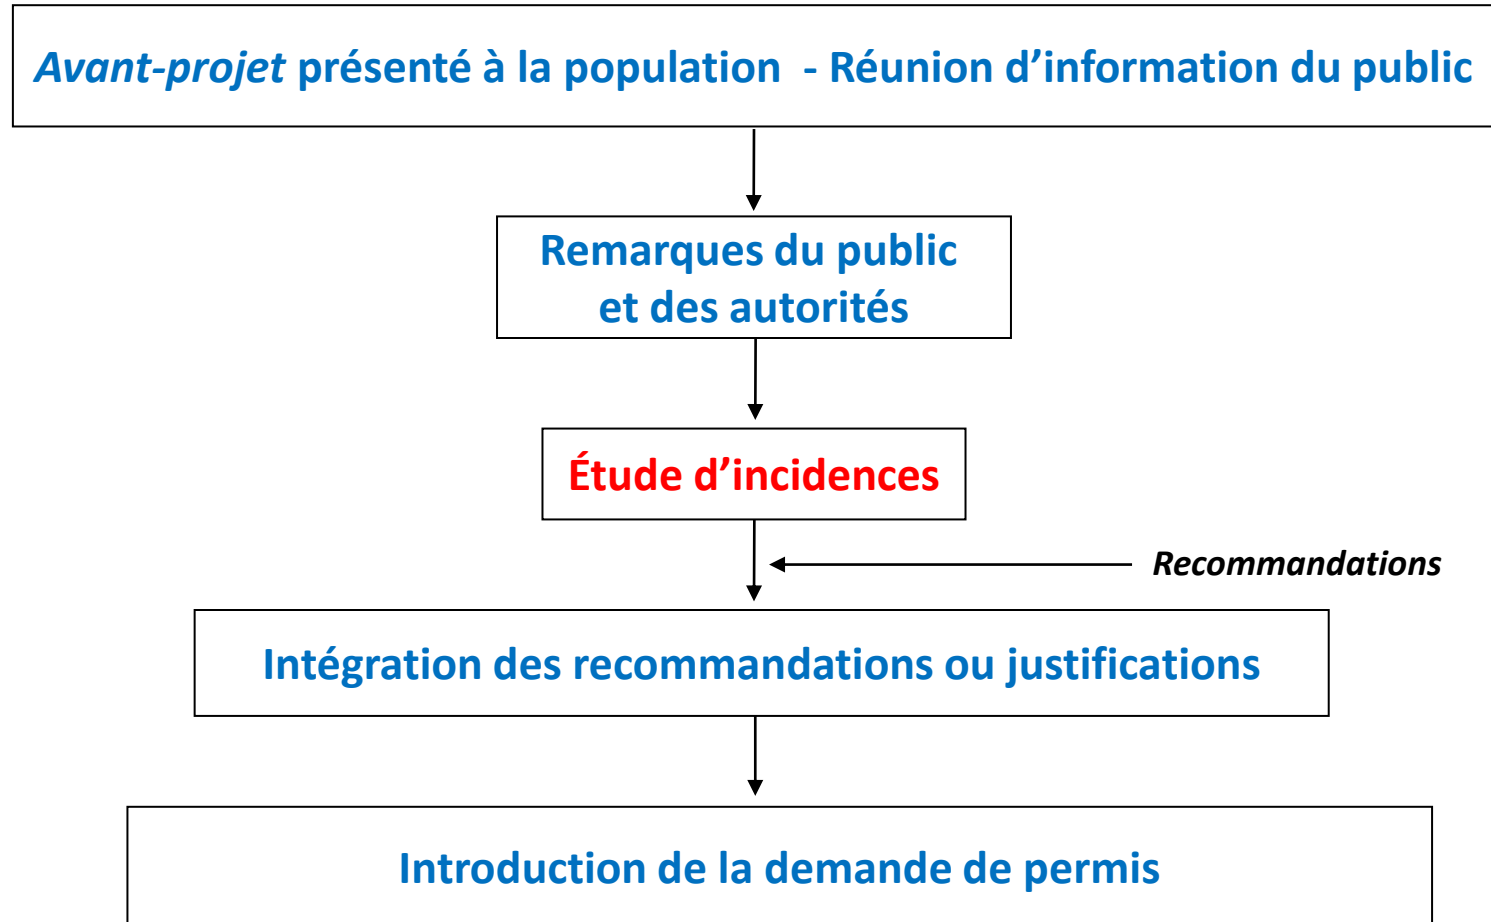 Avant-projet présenté à la population - Réunion d’information du public
Remarques du public
et des autorités
Étude d’incidences
Recommandations
Intégration des recommandations ou justifications
Introduction de la demande de permis